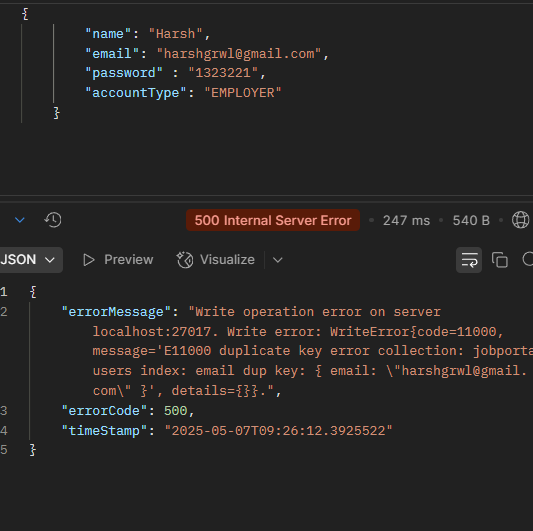 {
"name": "Harsh",
"email": "harshgrwl@gmail.com",
"password" : "1323221",
"accountType": "EMPLOYER"
}
500 Internal Server Error • 247 ms • 540 B
JSON Preview Visualize
1 {
2 "errorMessage": "Write operation error on server
localhost:27017. Write error: WriteError{code=11000,
message='E11000 duplicate key error collection: jobporta
users index: email dup key: { email: \"harshgrwl@gmail.
com\" }', details={}}.",
3 "errorCode": 500,
4 "timeStamp": "2025-05-07T09:26:12.3925522"
5 }